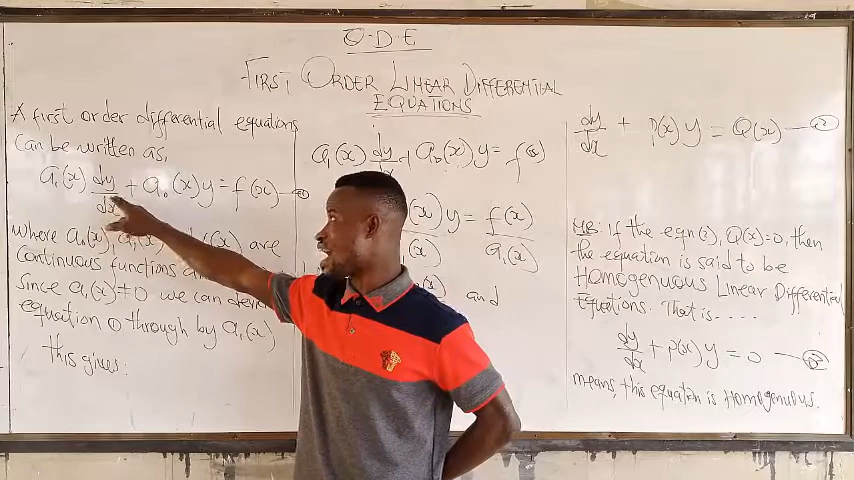 O.D.E
FIRST ORDER LINEAR DIFFERENTIAL
EQUATIONS
A first order differential equations
can be written as,
a₁(x) dy/dx + a₀(x)y = f(x) — ①
where a₀(x), a₁(x) and f(x) are
continuous functions
Since a₁(x)≠0 we can
equation ① through by a₁(x)
this gives:
a₁(x) dy/dx + a₀(x)y = f(x)
(x)y = f(x)
(x) a₁(x)
(x) and
dy/dx + P(x)y = Q(x) — ②
NB: If the eqn(2), Q(x)=0, then
the equation is said to be
Homogenuous Linear Differential
Equations. That is.....
dy/dx + P(x)y = 0
means, this equation is Homogenuous.